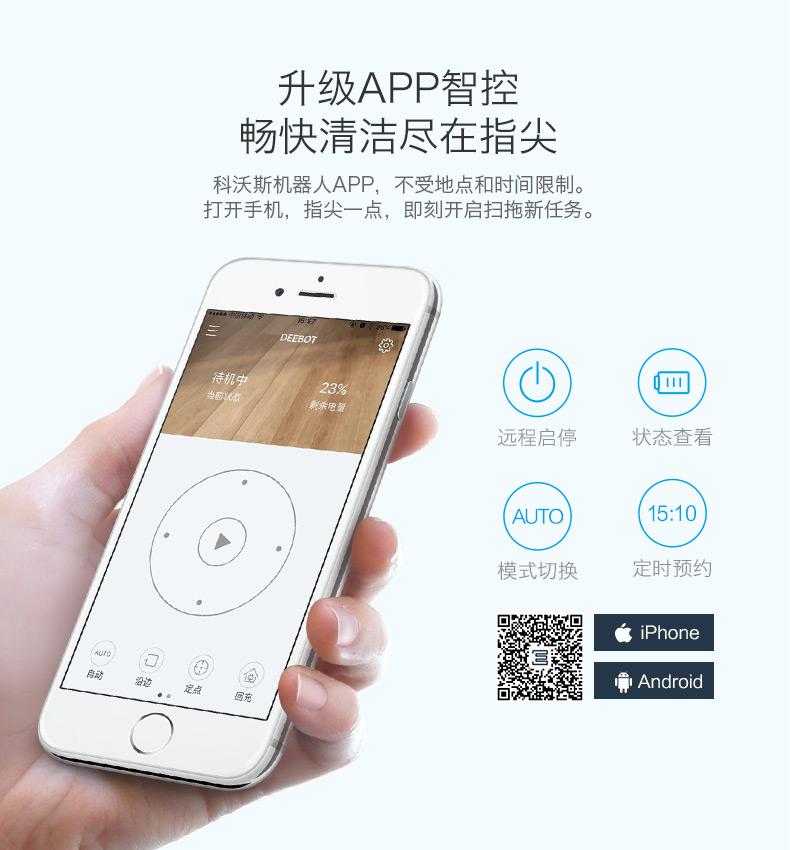 升级APP智控
畅快清洁尽在指尖
科沃斯机器人APP，不受地点和时间限制。
打开手机，指尖一点，即刻开启扫拖新任务。
中国移动 15:47 96%
DEEBOT
待机中 23%
当前状态 剩余电量
AUTO
自动 沿边 定点 回充
远程启停 状态查看
AUTO 15:10
模式切换 定时预约
iPhone
Android